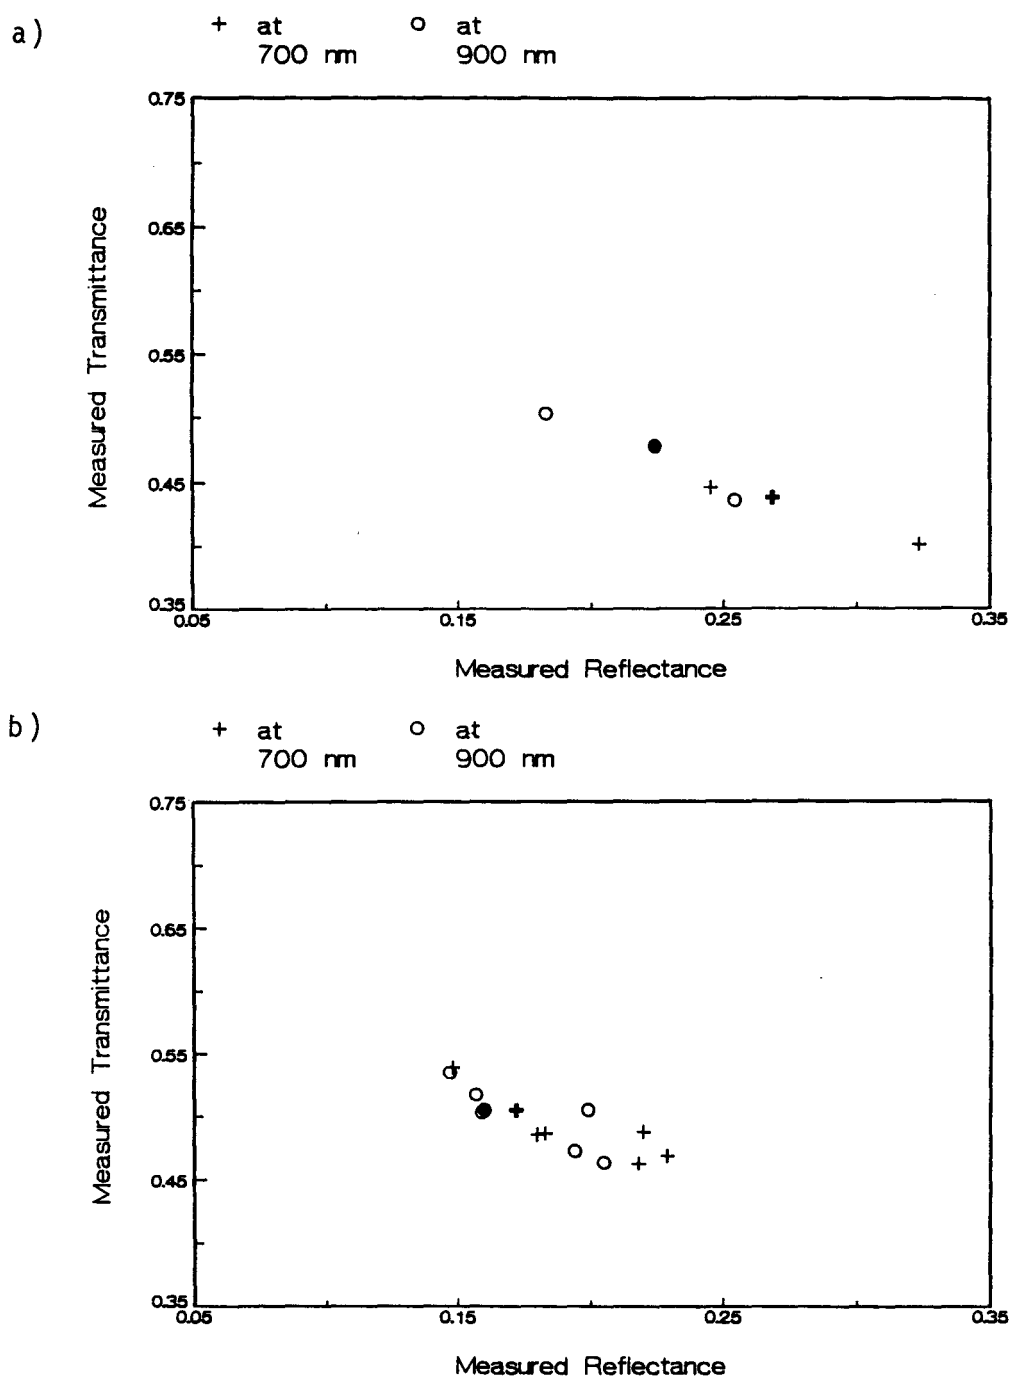 a)
+ at 700 nm o at 900 nm
0.75
0.65
0.55
0.45
0.35
Measured Transmittance
0.05 0.15 0.25 0.35
Measured Reflectance
b)
+ at 700 nm o at 900 nm
0.75
0.65
0.55
0.45
0.35
Measured Transmittance
0.05 0.15 0.25 0.35
Measured Reflectance